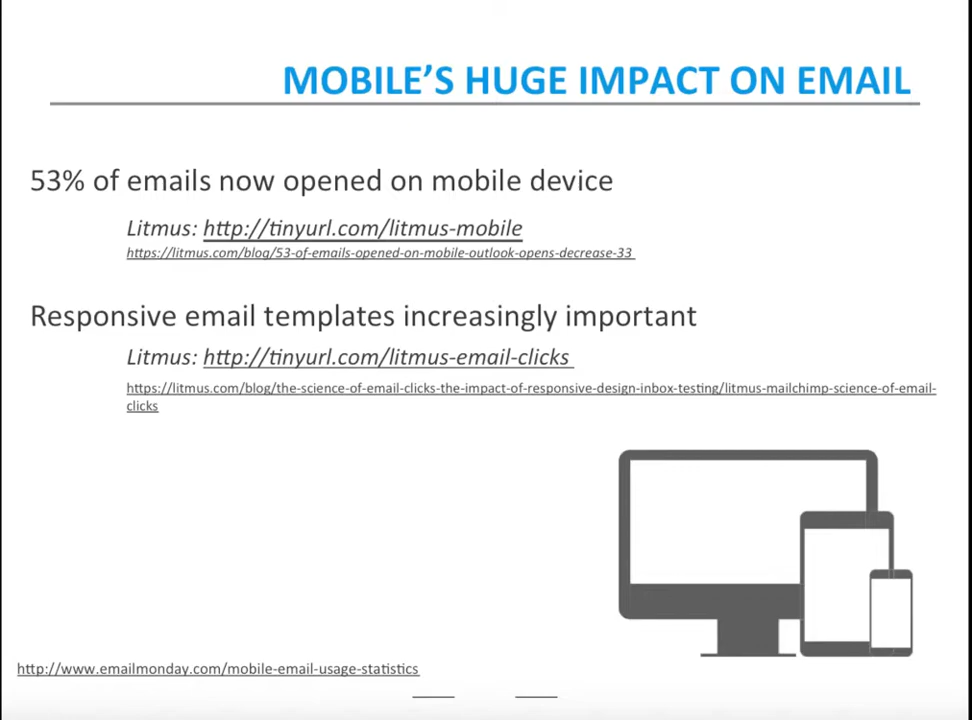 MOBILE’S HUGE IMPACT ON EMAIL
53% of emails now opened on mobile device
Litmus: http://tinyurl.com/litmus-mobile
https://litmus.com/blog/53-of-emails-opened-on-mobile-outlook-opens-decrease-33
Responsive email templates increasingly important
Litmus: http://tinyurl.com/litmus-email-clicks
https://litmus.com/blog/the-science-of-email-clicks-the-impact-of-responsive-design-inbox-testing/litmus-mailchimp-science-of-email-
clicks
http://www.emailmonday.com/mobile-email-usage-statistics